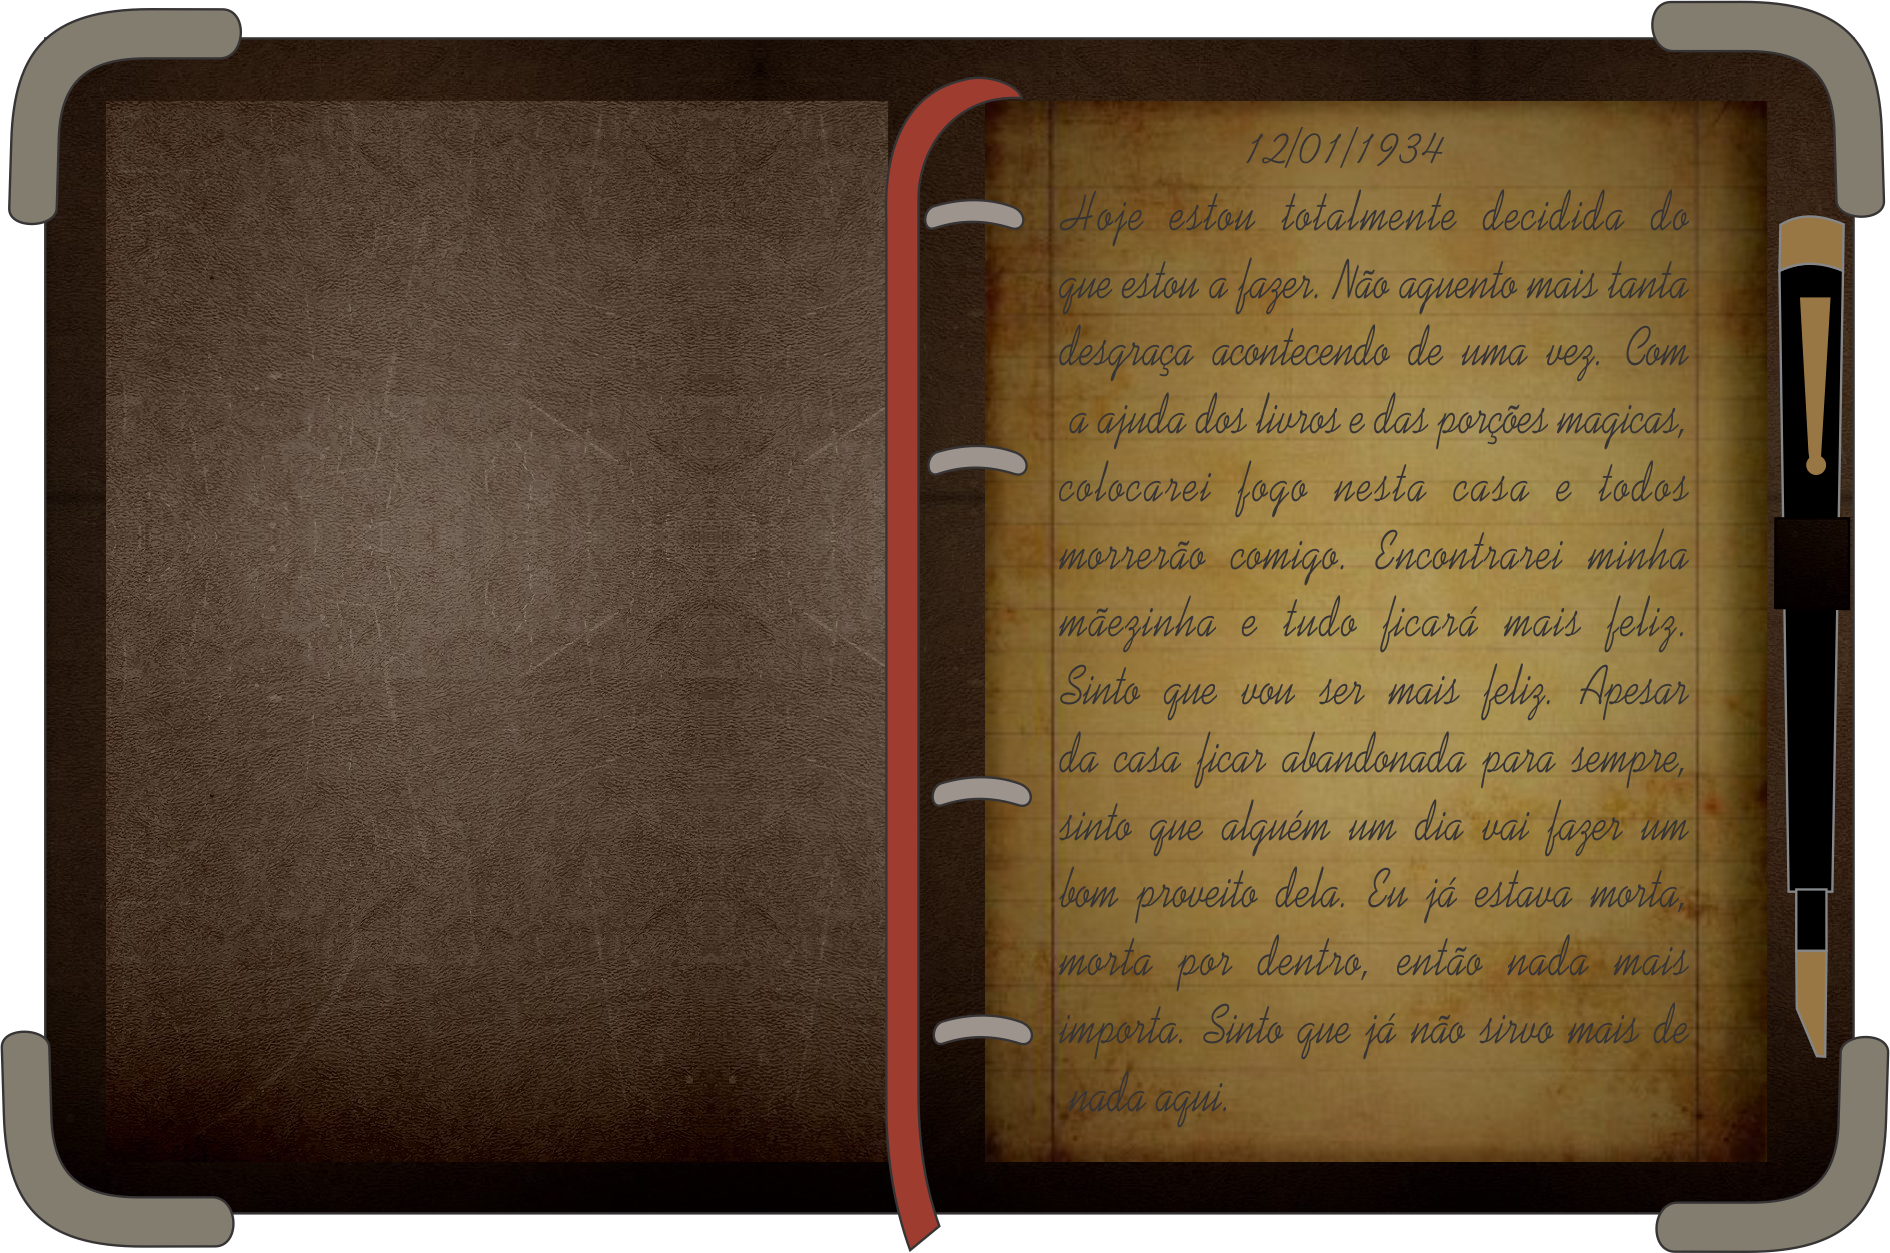 12/01/1934
Hoje estou totalmente decidida do
que estou a fazer. Não aguento mais tanta
desgraça acontecendo de uma vez. Com
a ajuda dos livros e das porções magicas,
colocarei fogo nesta casa e todos
morrerão comigo. Encontrarei minha
mãezinha e tudo ficará mais feliz.
Sinto que vou ser mais feliz. Apesar
da casa ficar abandonada para sempre,
sinto que alguém um dia vai fazer um
bom proveito dela. Eu já estava morta,
morta por dentro, então nada mais
importa. Sinto que já não sirvo mais de
nada aqui.